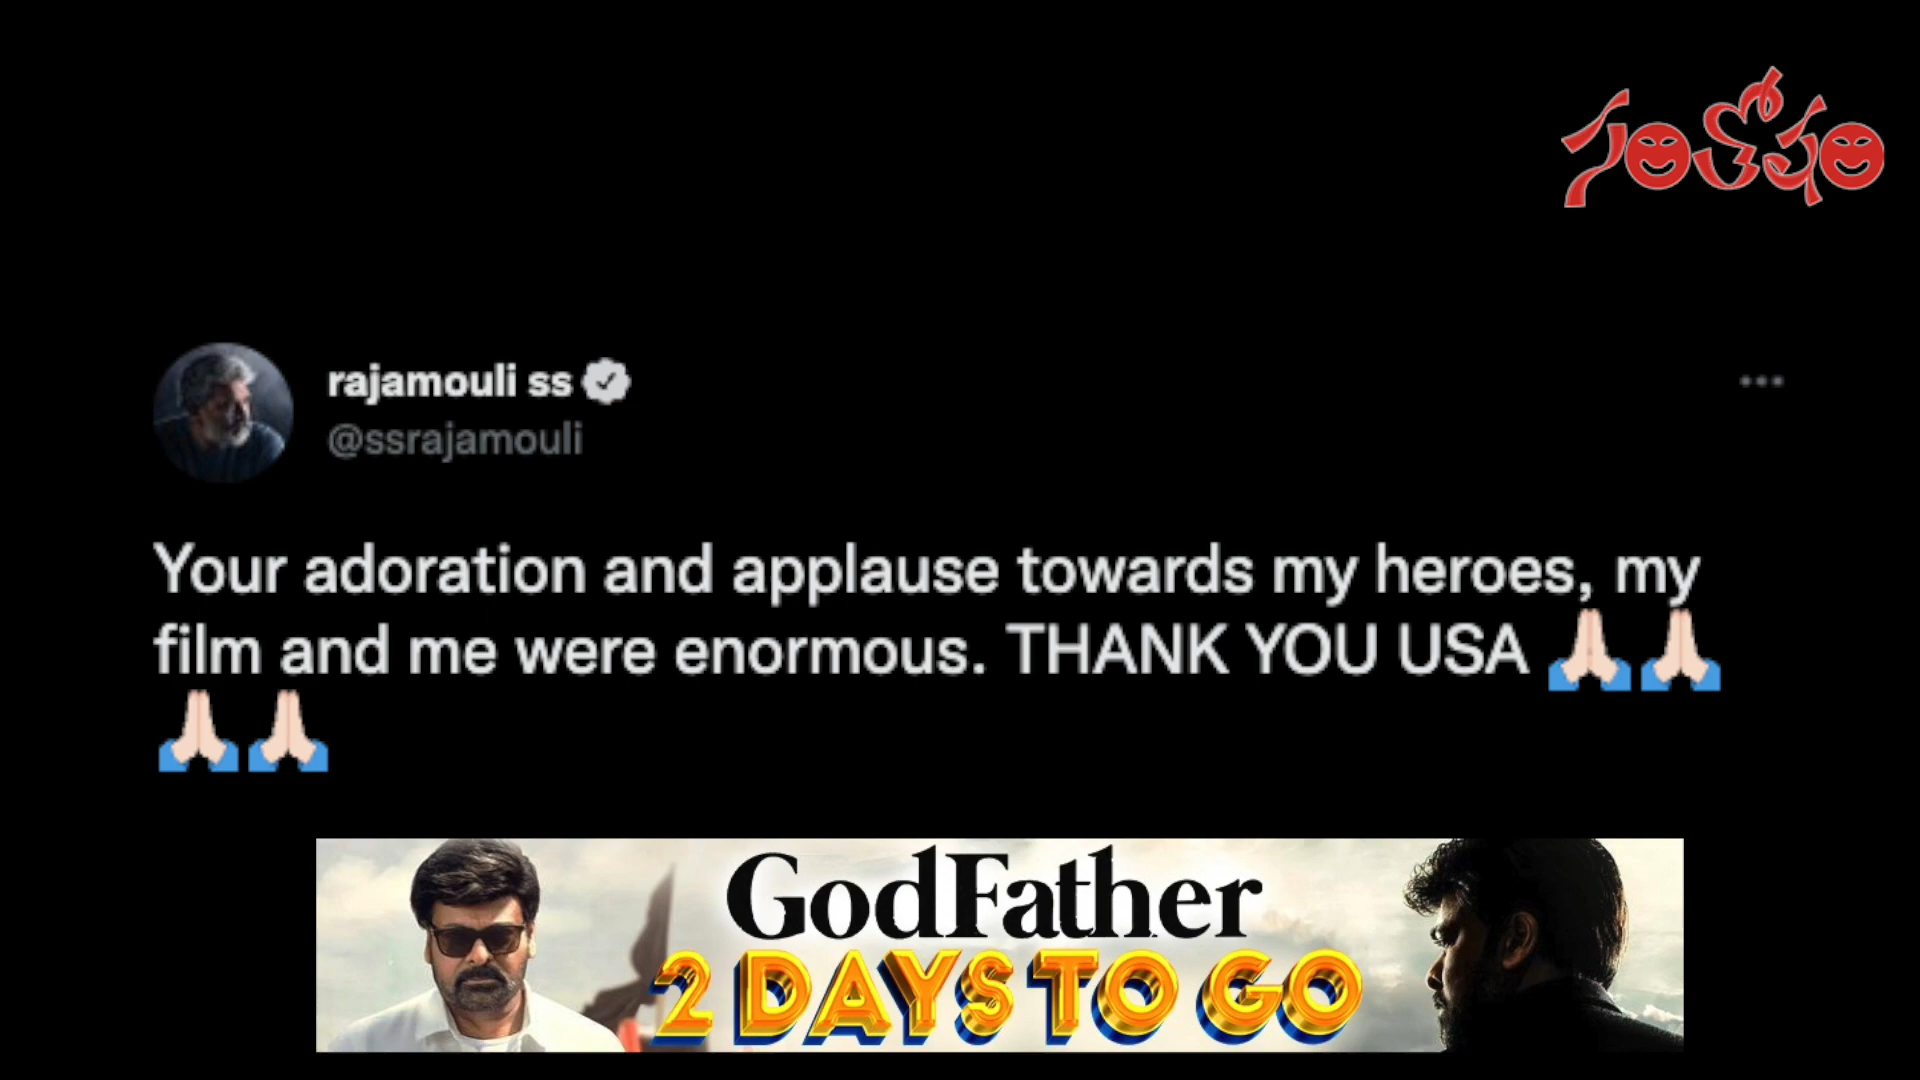 సంతోషం
rajamouli ss
@ssrajamouli
Your adoration and applause towards my heroes, my
film and me were enormous. THANK YOU USA 🙏🏻🙏🏻
🙏🏻🙏🏻
GodFather
2 DAYS TO GO